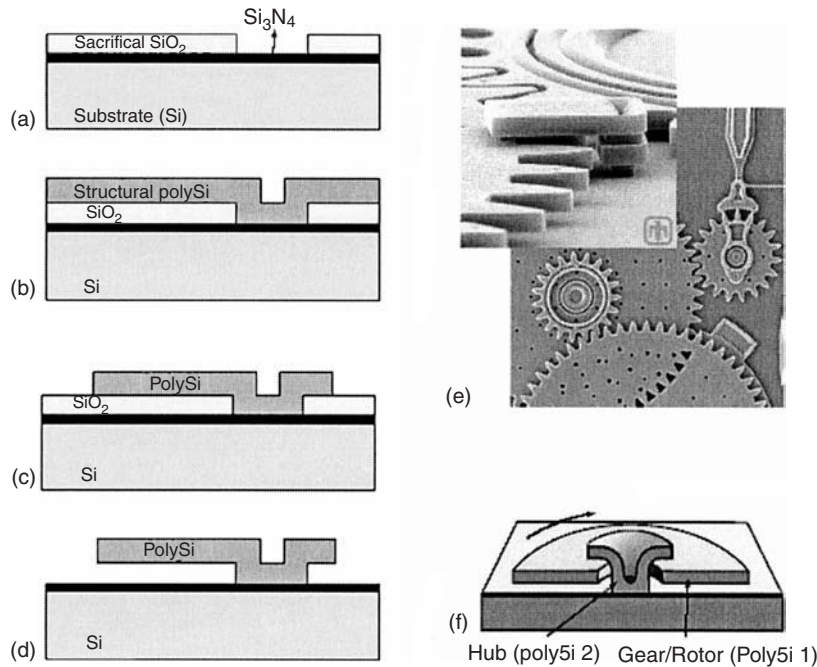 Si3N4
Sacrifical SiO2
(a)
Substrate (Si)
Structural polySi
SiO2
(b)
Si
PolySi
SiO2
(c)
Si
PolySi
(d)
Si
(e)
(f)
Hub (poly5i 2)
Gear/Rotor (Poly5i 1)